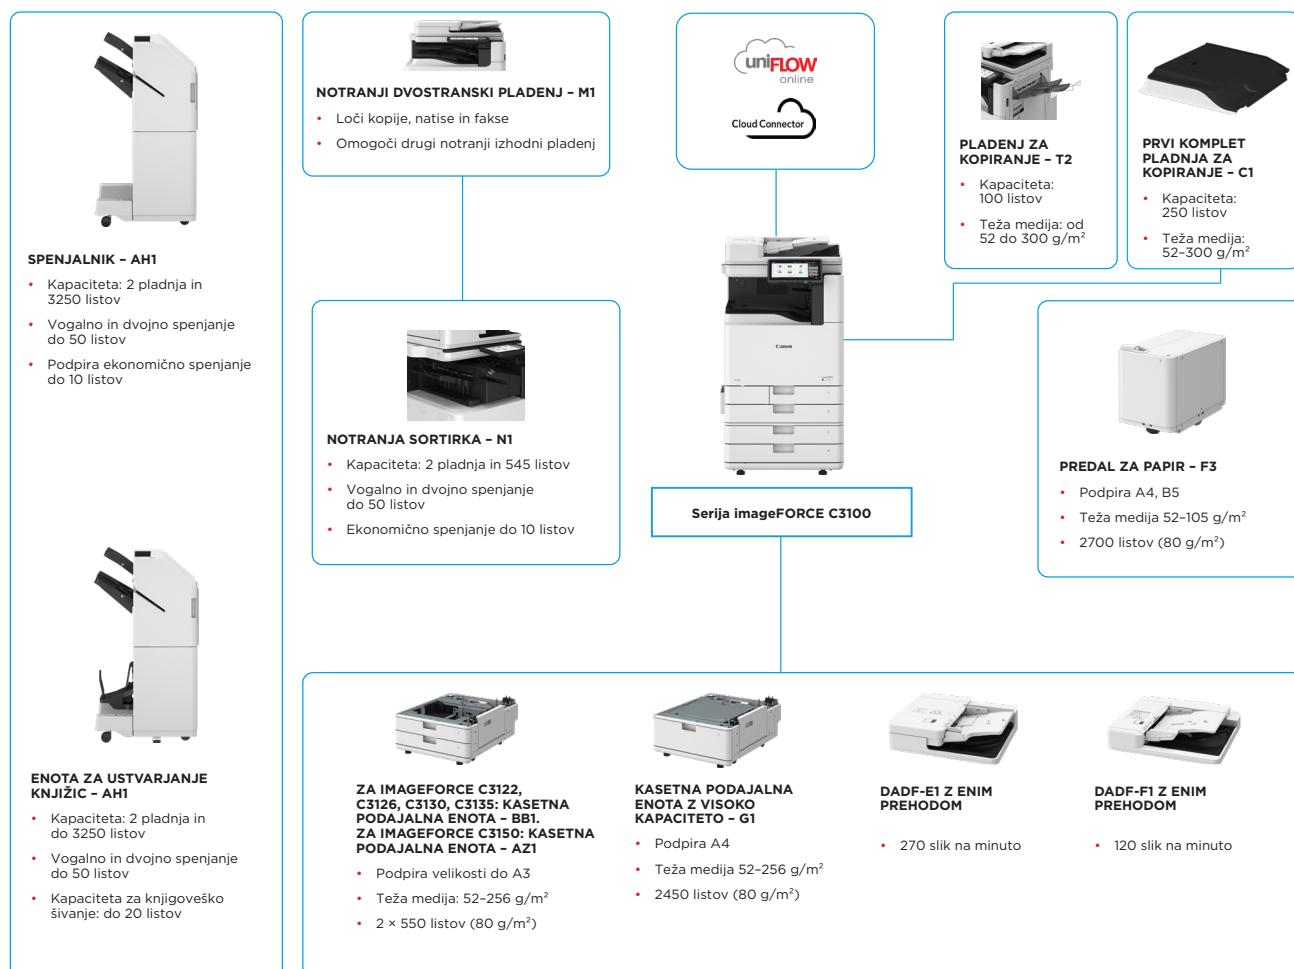 SPENJALNIK – AH1
• Kapaciteta: 2 pladnja in
3250 listov
• Vogalno in dvojno spenjanje
do 50 listov
• Podpira ekonomično spenjanje
do 10 listov
ENOTA ZA USTVARJANJE
KNJIŽIC – AH1
• Kapaciteta: 2 pladnja in
do 3250 listov
• Vogalno in dvojno spenjanje
do 50 listov
• Kapaciteta za knjigoveško
šivanje: do 20 listov
NOTRANJI DVOSTRANSKI PLADENJ – M1
• Loči kopije, natise in fakse
• Omogoči drugi notranji izhodni pladenj
NOTRANJA SORTIRKA – N1
• Kapaciteta: 2 pladnja in 545 listov
• Vogalno in dvojno spenjanje
do 50 listov
• Ekonomično spenjanje do 10 listov
uniFLOW
online
Cloud Connector
Canon
Serija imageFORCE C3100
PLADENJ ZA
KOPIRANJE – T2
• Kapaciteta:
100 listov
• Teža medija: od
52 do 300 g/m²
PRVI KOMPLET
PLADNJA ZA
KOPIRANJE – C1
• Kapaciteta:
250 listov
• Teža medija:
52–300 g/m²
PREDAL ZA PAPIR – F3
• Podpira A4, B5
• Teža medija 52–105 g/m²
• 2700 listov (80 g/m²)
ZA IMAGEFORCE C3122,
C3126, C3130, C3135: KASETNA
PODAJALNA ENOTA – BB1.
ZA IMAGEFORCE C3150: KASETNA
PODAJALNA ENOTA – AZ1
• Podpira velikosti do A3
• Teža medija: 52–256 g/m²
• 2 × 550 listov (80 g/m²)
KASETNA PODAJALNA
ENOTA Z VISOKO
KAPACITETO – G1
• Podpira A4
• Teža medija 52–256 g/m²
• 2450 listov (80 g/m²)
DADF-E1 Z ENIM
PREHODOM
• 270 slik na minuto
DADF-F1 Z ENIM
PREHODOM
• 120 slik na minuto